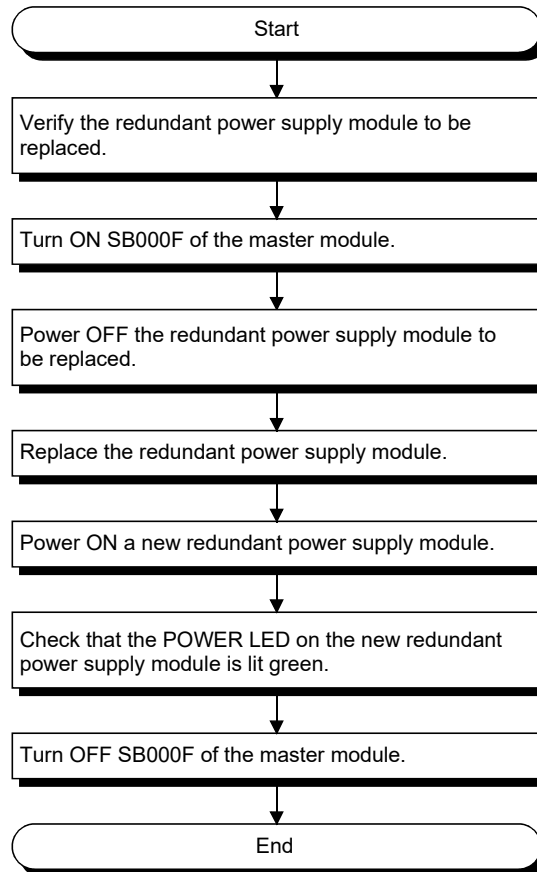 Start
Verify the redundant power supply module to be
replaced.
Turn ON SB000F of the master module.
Power OFF the redundant power supply module to
be replaced.
Replace the redundant power supply module.
Power ON a new redundant power supply module.
Check that the POWER LED on the new redundant
power supply module is lit green.
Turn OFF SB000F of the master module.
End